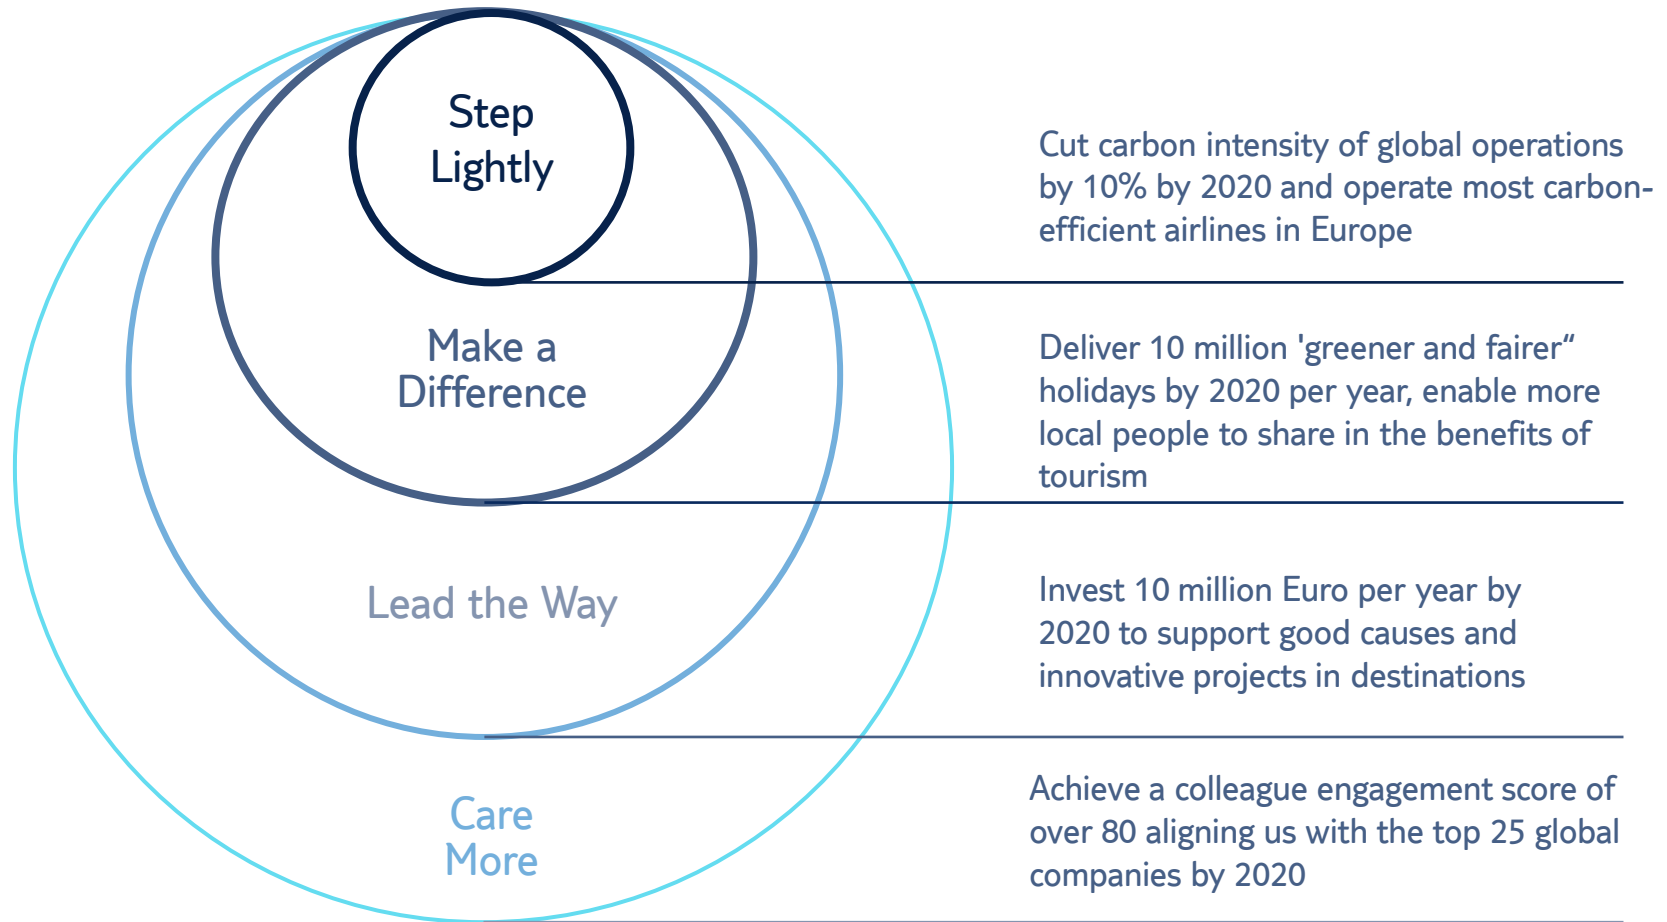 Step
Lightly
Cut carbon intensity of global operations
by 10% by 2020 and operate most carbon-
efficient airlines in Europe
Make a
Difference
Deliver 10 million 'greener and fairer“
holidays by 2020 per year, enable more
local people to share in the benefits of
tourism
Lead the Way
Invest 10 million Euro per year by
2020 to support good causes and
innovative projects in destinations
Care
More
Achieve a colleague engagement score of
over 80 aligning us with the top 25 global
companies by 2020